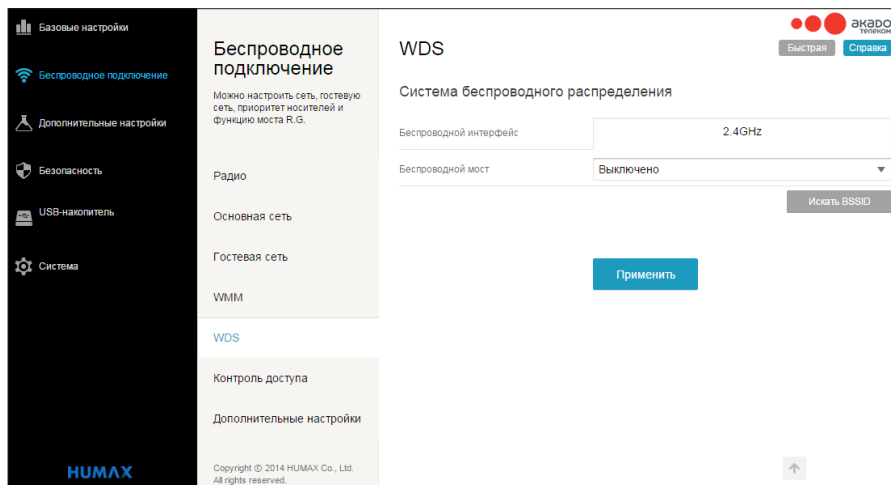 Базовые настройки
Беспроводное подключение
Дополнительные настройки
Безопасность
USB-накопитель
Система
HUMAX
Беспроводное
подключение
Можно настроить сеть, гостевую
сеть, приоритет носителей и
функцию моста R.G.
Радио
Основная сеть
Гостевая сеть
WMM
WDS
Контроль доступа
Дополнительные настройки
Copyright © 2014 HUMAX Co., Ltd.
All rights reserved.
акадо
телеком
WDS
Быстрая
Справка
Система беспроводного распределения
Беспроводной интерфейс
2.4GHz
Беспроводной мост
Выключено
Искать BSSID
Применить